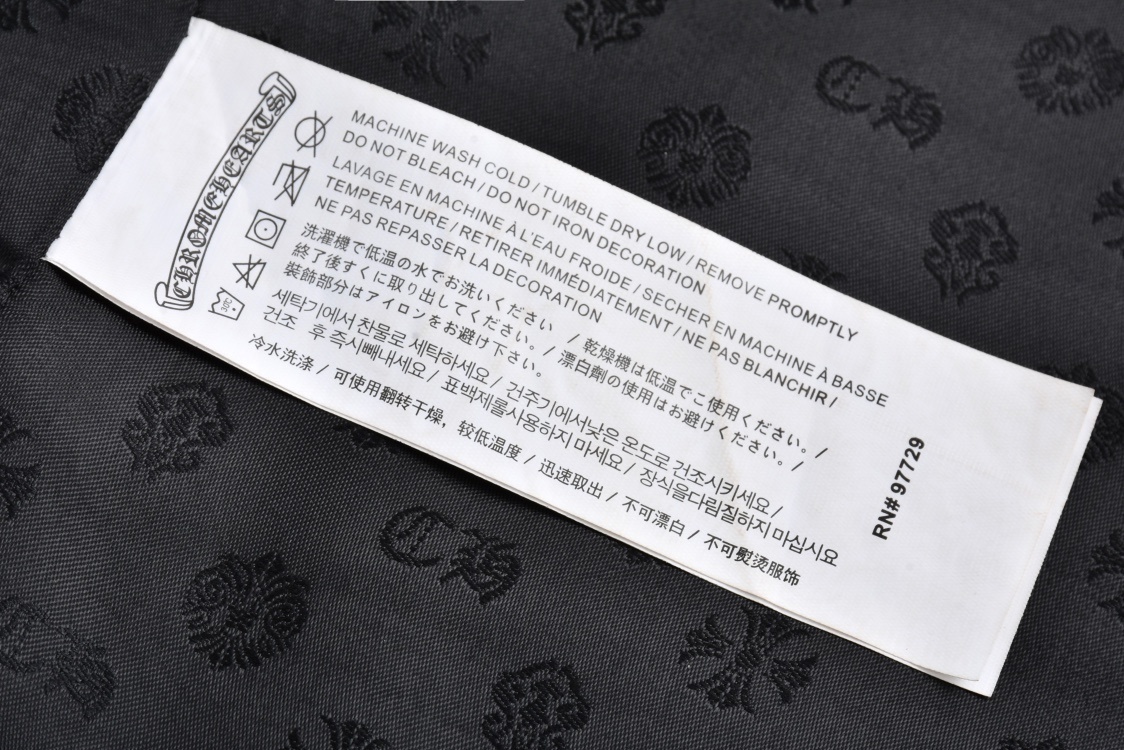 CHROME HEARTS
MACHINE WASH COLD / TUMBLE DRY LOW / REMOVE PROMPTLY
DO NOT BLEACH / DO NOT IRON DECORATION
LAVAGE EN MACHINE À L'EAU FROIDE / SECHER EN MACHINE À BASSE
TEMPERATURE / RETIRER IMMÉDIATEMENT / NE PAS BLANCHIR /
NE PAS REPASSER LA DECORATION
洗濯機で低温の水でお洗いください / 乾燥機は低温でご使用ください。/
終了後すぐに取り出してください。/ 漂白劑の使用はお避けください。/
装飾部分はアイロンをお避け下さい。
세탁기에서 찬물로 세탁하세요 / 건주기에서낮은 온도로 건조시키세요 /
건조 후 즉시빼내세요 / 표백제를사용하지 마세요 / 장식을다림질하지 마십시요
冷水洗涤 / 可使用翻转干燥，较低温度 / 迅速取出 / 不可漂白 / 不可熨烫服饰
30℃
RN# 97729
CH
CH